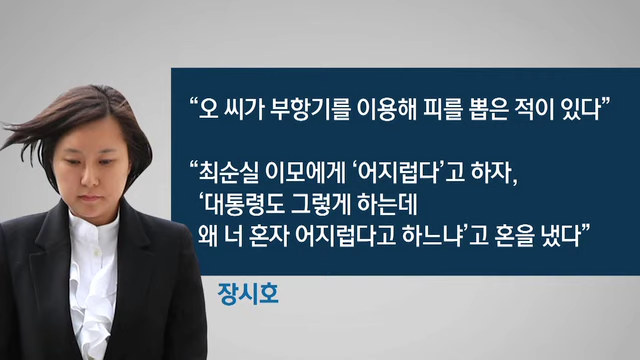 “오 씨가 부항기를 이용해 피를 뽑은 적이 있다”
“최순실 이모에게 ‘어지럽다’고 하자,
‘대통령도 그렇게 하는데
왜 너 혼자 어지럽다고 하느냐’고 혼을 냈다”
장시호